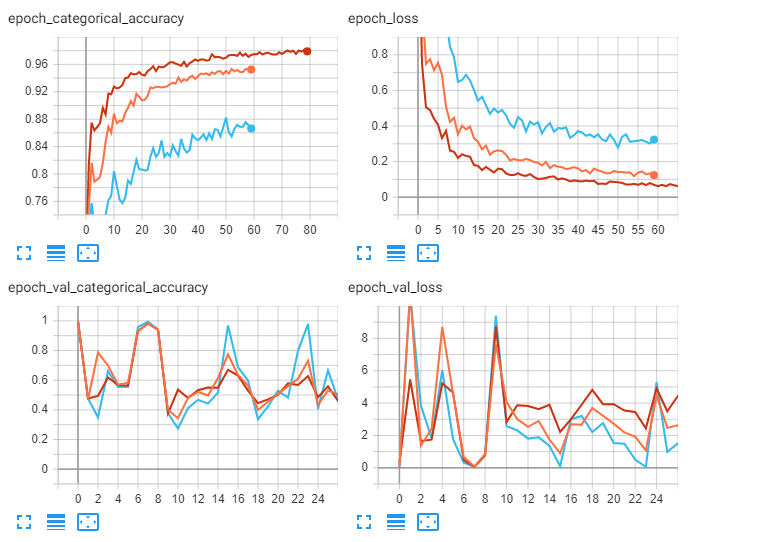 epoch_categorical_accuracy
0.96
0.92
0.88
0.84
0.8
0.76
0 10 20 30 40 50 60 70 80
epoch_loss
0.8
0.6
0.4
0.2
0
0 5 10 15 20 25 30 35 40 45 50 55 60
epoch_val_categorical_accuracy
1
0.8
0.6
0.4
0.2
0
0 2 4 6 8 10 12 14 16 18 20 22 24
epoch_val_loss
8
6
4
2
0
0 2 4 6 8 10 12 14 16 18 20 22 24